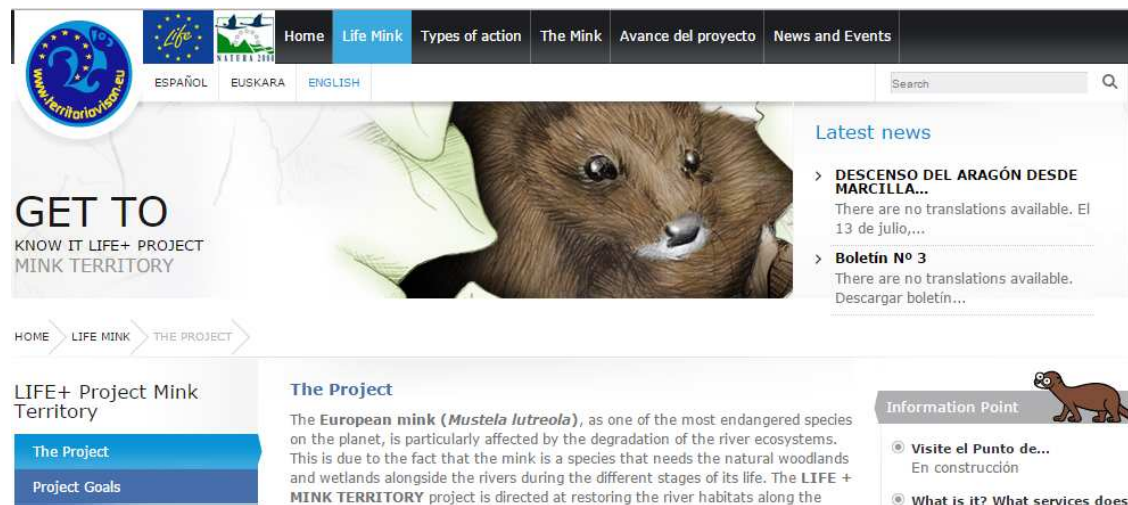 www.territoriovison.eu
Life
NATURA 2000
Home Life Mink Types of action The Mink Avance del proyecto News and Events
ESPAÑOL EUSKARA ENGLISH
Search
GET TO
KNOW IT LIFE+ PROJECT
MINK TERRITORY
Latest news
DESCENSO DEL ARAGÓN DESDE
MARCILLA...
There are no translations available. El
13 de julio,...
Boletín Nº 3
There are no translations available.
Descargar boletín...
HOME LIFE MINK THE PROJECT
LIFE+ Project Mink
Territory
The Project
Project Goals
The Project
The European mink (Mustela lutreola), as one of the most endangered species
on the planet, is particularly affected by the degradation of the river ecosystems.
This is due to the fact that the mink is a species that needs the natural woodlands
and wetlands alongside the rivers during the different stages of its life. The LIFE +
MINK TERRITORY project is directed at restoring the river habitats along the
Information Point
Visite el Punto de...
En construcción
What is it? What services does